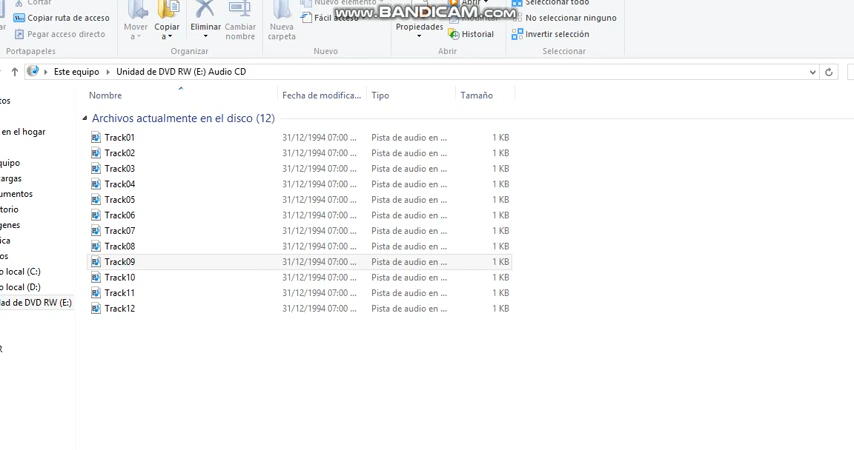 Cortar
Copiar ruta de acceso
Pegar acceso directo
Portapapeles
Mover a
Copiar a
Eliminar
Cambiar nombre
Organizar
Nueva carpeta
Nuevo elemento
Fácil acceso
Nuevo
Propiedades
Abrir
Modificar
Historial
Abrir
Seleccionar todo
No seleccionar ninguno
Invertir selección
Seleccionar
www.BANDICAM.com
Este equipo
Unidad de DVD RW (E:) Audio CD
Nombre Fecha de modifica... Tipo Tamaño
Archivos actualmente en el disco (12)
Track01 31/12/1994 07:00 ... Pista de audio en ... 1 KB
Track02 31/12/1994 07:00 ... Pista de audio en ... 1 KB
Track03 31/12/1994 07:00 ... Pista de audio en ... 1 KB
Track04 31/12/1994 07:00 ... Pista de audio en ... 1 KB
Track05 31/12/1994 07:00 ... Pista de audio en ... 1 KB
Track06 31/12/1994 07:00 ... Pista de audio en ... 1 KB
Track07 31/12/1994 07:00 ... Pista de audio en ... 1 KB
Track08 31/12/1994 07:00 ... Pista de audio en ... 1 KB
Track09 31/12/1994 07:00 ... Pista de audio en ... 1 KB
Track10 31/12/1994 07:00 ... Pista de audio en ... 1 KB
Track11 31/12/1994 07:00 ... Pista de audio en ... 1 KB
Track12 31/12/1994 07:00 ... Pista de audio en ... 1 KB
tos
en el hogar
quipo
cargas
umentos
torio
genes
ica
os
o local (C:)
o local (D:)
dad de DVD RW (E:)
R